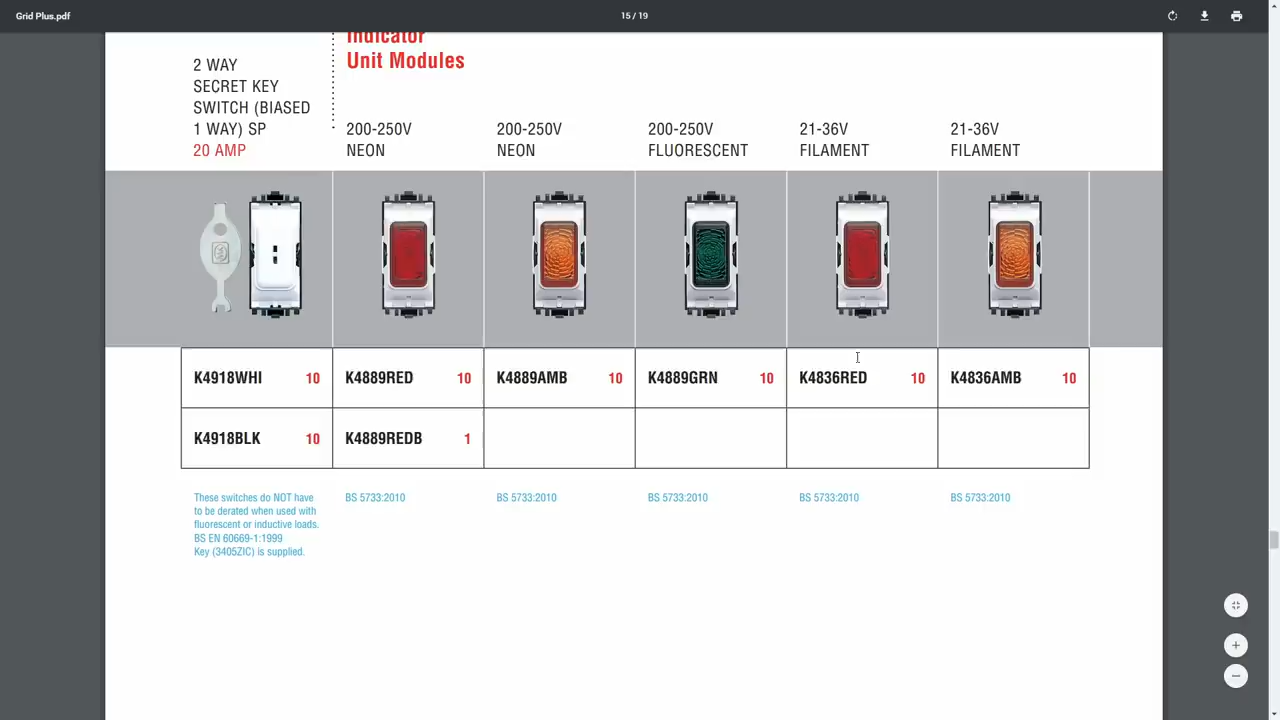 Grid Plus.pdf
15 / 19
Indicator
Unit Modules
2 WAY
SECRET KEY
SWITCH (BIASED
1 WAY) SP
20 AMP
200-250V
NEON
200-250V
NEON
200-250V
FLUORESCENT
21-36V
FILAMENT
21-36V
FILAMENT
K4918WHI 10
K4889RED 10
K4889AMB 10
K4889GRN 10
K4836RED 10
K4836AMB 10
K4918BLK 10
K4889REDB 1
These switches do NOT have
to be derated when used with
fluorescent or inductive loads.
BS EN 60669-1:1999
Key (3405ZIC) is supplied.
BS 5733:2010
BS 5733:2010
BS 5733:2010
BS 5733:2010
BS 5733:2010